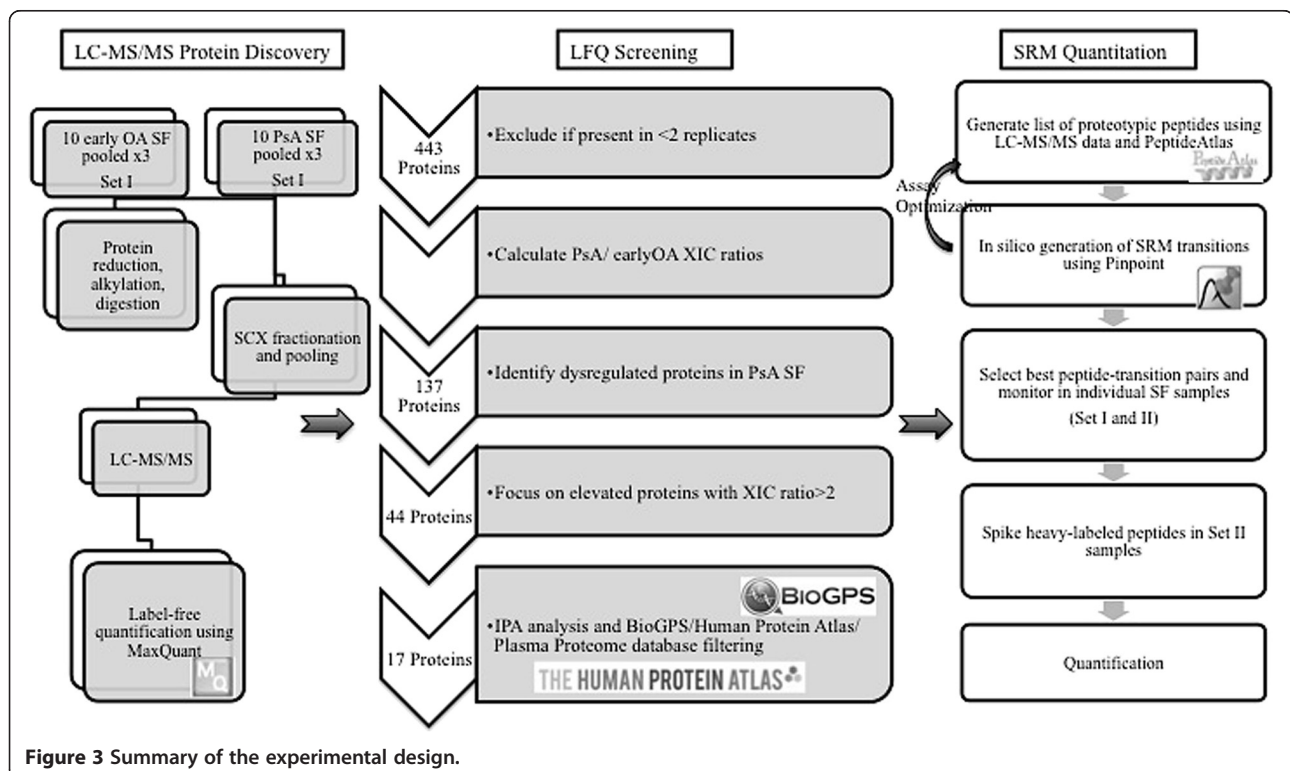 LC-MS/MS Protein Discovery
10 early OA SF
pooled x3
Set I
10 PsA SF
pooled x3
Set I
Protein
reduction,
alkylation,
digestion
SCX fractionation
and pooling
LC-MS/MS
Label-free
quantification using
MaxQuant
M
Q
LFQ Screening
443
Proteins
•Exclude if present in <2 replicates
•Calculate PsA/ earlyOA XIC ratios
137
Proteins
•Identify dysregulated proteins in PsA SF
44 Proteins
•Focus on elevated proteins with XIC ratio>2
17 Proteins
BIOGPS
•IPA analysis and BioGPS/Human Protein Atlas/
Plasma Proteome database filtering
THE HUMAN PROTEIN ATLAS
SRM Quantitation
Generate list of proteotypic peptides using
LC-MS/MS data and PeptideAtlas
PeptideAtlas
Assay
Optimization
In silico generation of SRM transitions
using Pinpoint
Select best peptide-transition pairs and
monitor in individual SF samples
(Set I and II)
Spike heavy-labeled peptides in Set II
samples
Quantification
Figure 3 Summary of the experimental design.